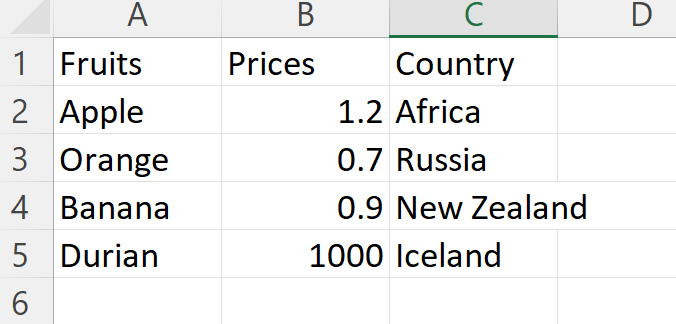 A B C D
1 Fruits Prices Country
2 Apple 1.2 Africa
3 Orange 0.7 Russia
4 Banana 0.9 New Zealand
5 Durian 1000 Iceland
6